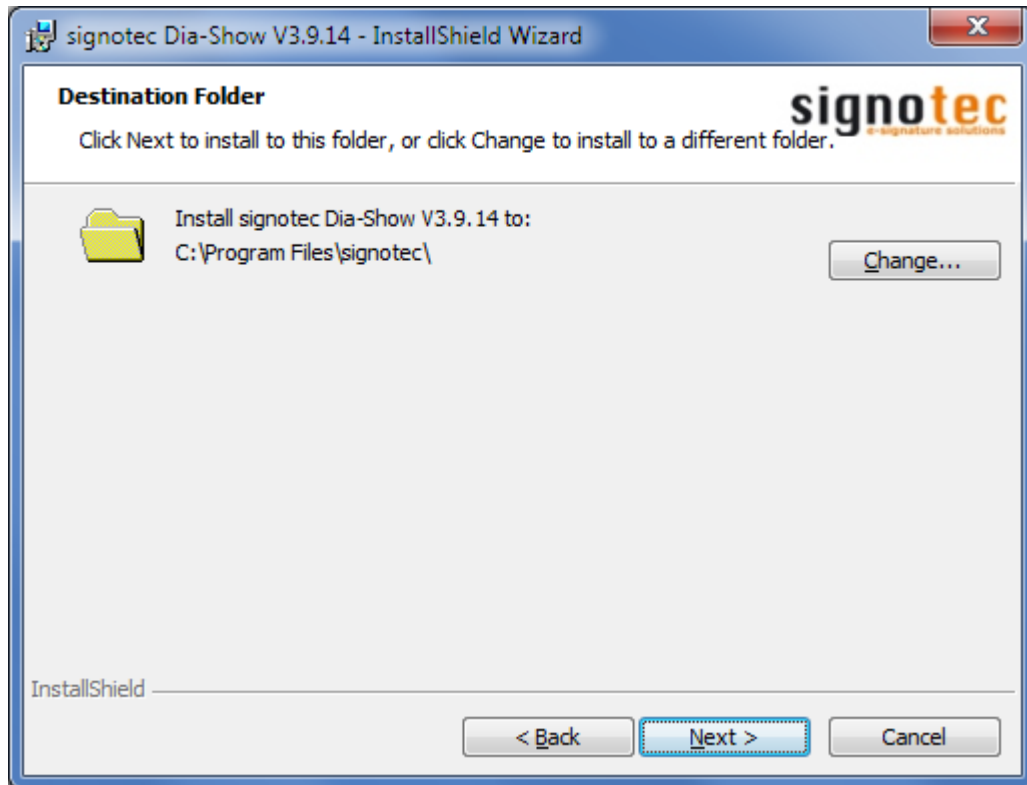 signotec Dia-Show V3.9.14 - InstallShield Wizard
Destination Folder
signotec
e-signature solutions
Click Next to install to this folder, or click Change to install to a different folder.
Install signotec Dia-Show V3.9.14 to:
C:\Program Files\signotec\
Change...
InstallShield
< Back
Next >
Cancel